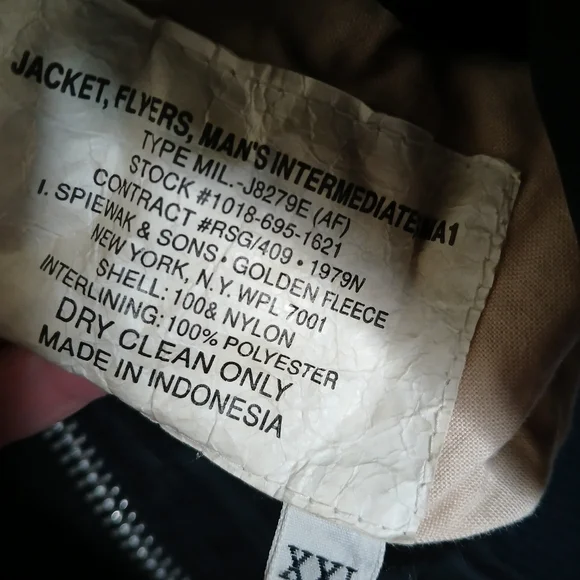 JACKET, FLYERS, MAN'S INTERMEDIATE MA1
TYPE MIL.-J8279E (AF)
STOCK #1018-695-1621
CONTRACT #RSG/409 • 1979N
I. SPIEWAK & SONS • GOLDEN FLEECE
NEW YORK, N.Y. WPL 7001
SHELL: 100& NYLON
INTERLINING: 100% POLYESTER
DRY CLEAN ONLY
MADE IN INDONESIA
XXL